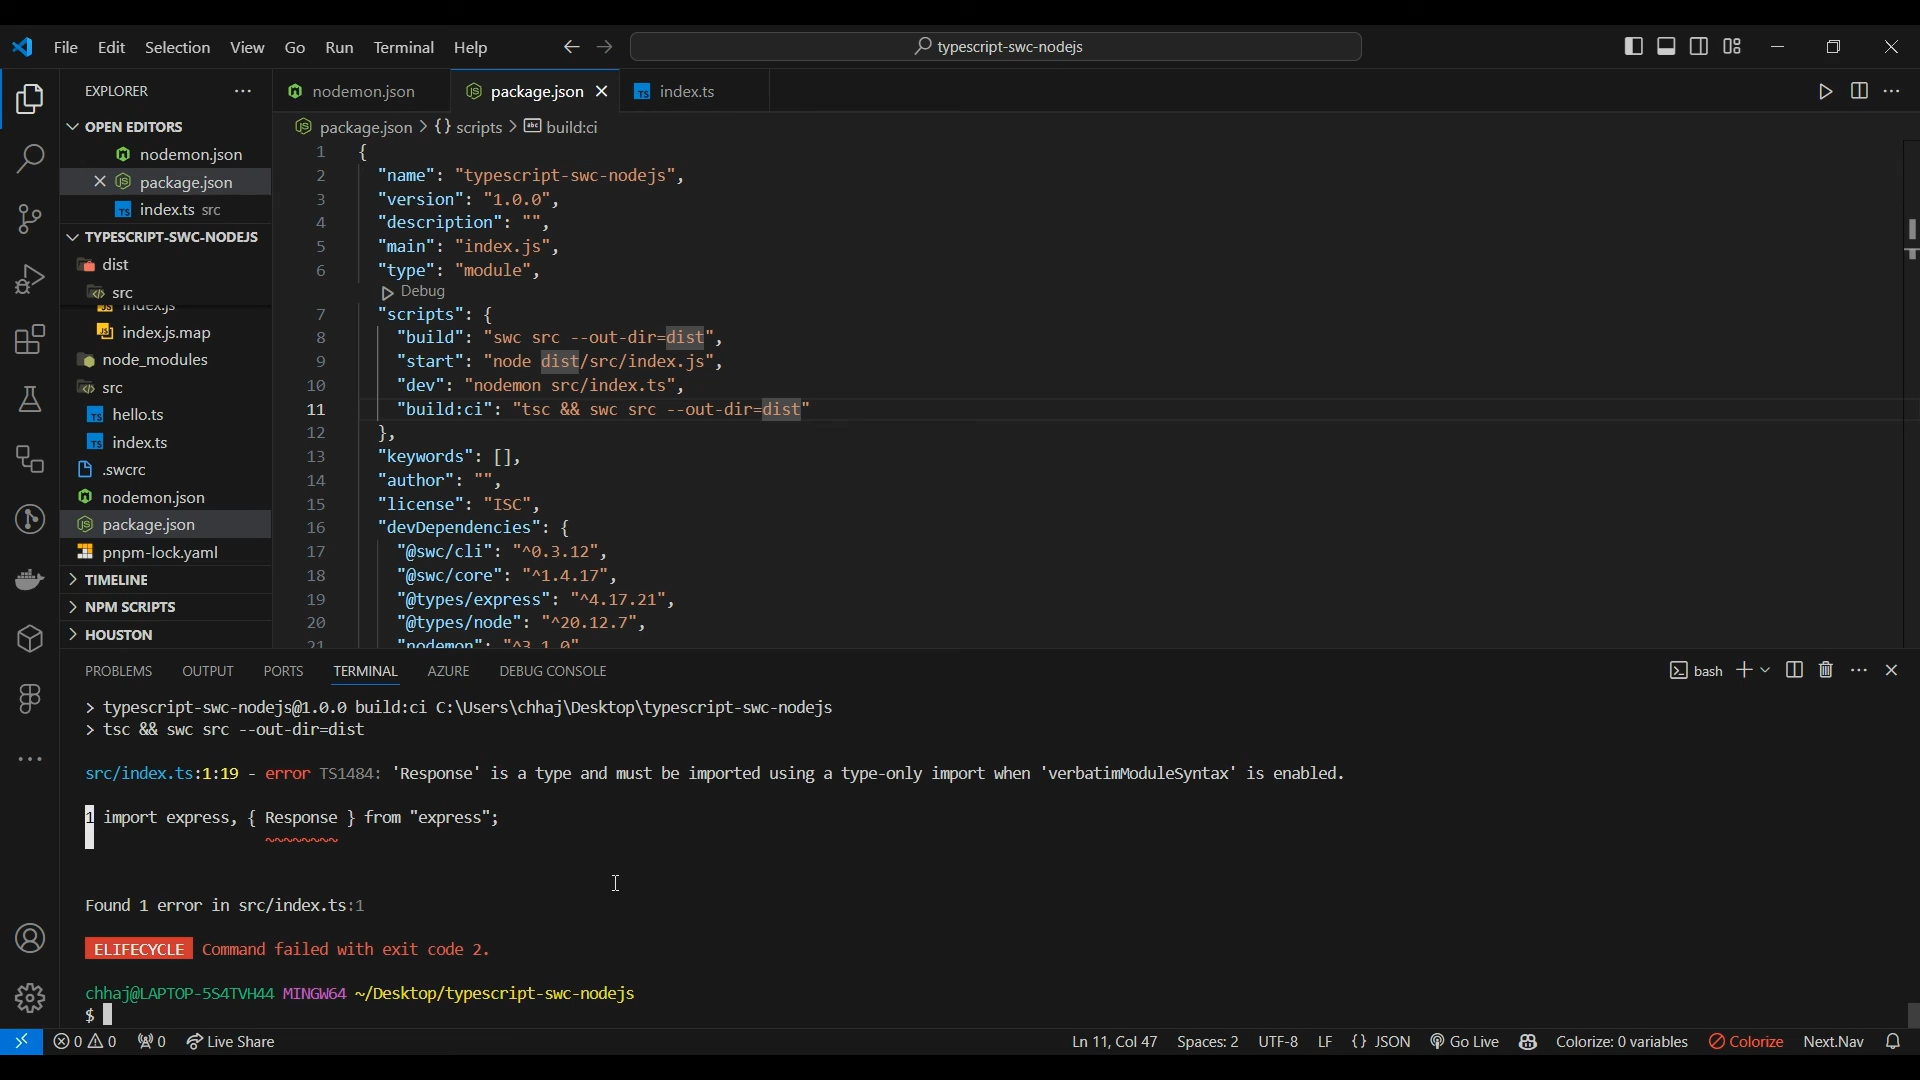 File Edit Selection View Go Run Terminal Help
typescript-swc-nodejs
EXPLORER
OPEN EDITORS
nodemon.json
package.json
index.ts src
TYPESCRIPT-SWC-NODEJS
dist
src
index.js
index.js.map
node_modules
src
hello.ts
index.ts
.swcrc
nodemon.json
package.json
pnpm-lock.yaml
TIMELINE
NPM SCRIPTS
HOUSTON
nodemon.json package.json index.ts
package.json > {} scripts > abc build:ci
1 {
2 "name": "typescript-swc-nodejs",
3 "version": "1.0.0",
4 "description": "",
5 "main": "index.js",
6 "type": "module",
Debug
7 "scripts": {
8 "build": "swc src --out-dir=dist",
9 "start": "node dist/src/index.js",
10 "dev": "nodemon src/index.ts",
11 "build:ci": "tsc && swc src --out-dir=dist"
12 },
13 "keywords": [],
14 "author": "",
15 "license": "ISC",
16 "devDependencies": {
17 "@swc/cli": "^0.3.12",
18 "@swc/core": "^1.4.17",
19 "@types/express": "^4.17.21",
20 "@types/node": "^20.12.7",
21 "nodemon": "^3.1.0"
PROBLEMS OUTPUT PORTS TERMINAL AZURE DEBUG CONSOLE
bash
> typescript-swc-nodejs@1.0.0 build:ci C:\Users\chhaj\Desktop\typescript-swc-nodejs
> tsc && swc src --out-dir=dist
src/index.ts:1:19 - error TS1484: 'Response' is a type and must be imported using a type-only import when 'verbatimModuleSyntax' is enabled.
1 import express, { Response } from "express";
~~~~~~~~
Found 1 error in src/index.ts:1
ELIFECYCLE Command failed with exit code 2.
chhaj@LAPTOP-5S4TVH44 MINGW64 ~/Desktop/typescript-swc-nodejs
$
0 0 0 Live Share Ln 11, Col 47 Spaces: 2 UTF-8 LF {} JSON Go Live Colorize: 0 variables Colorize Next.Nav